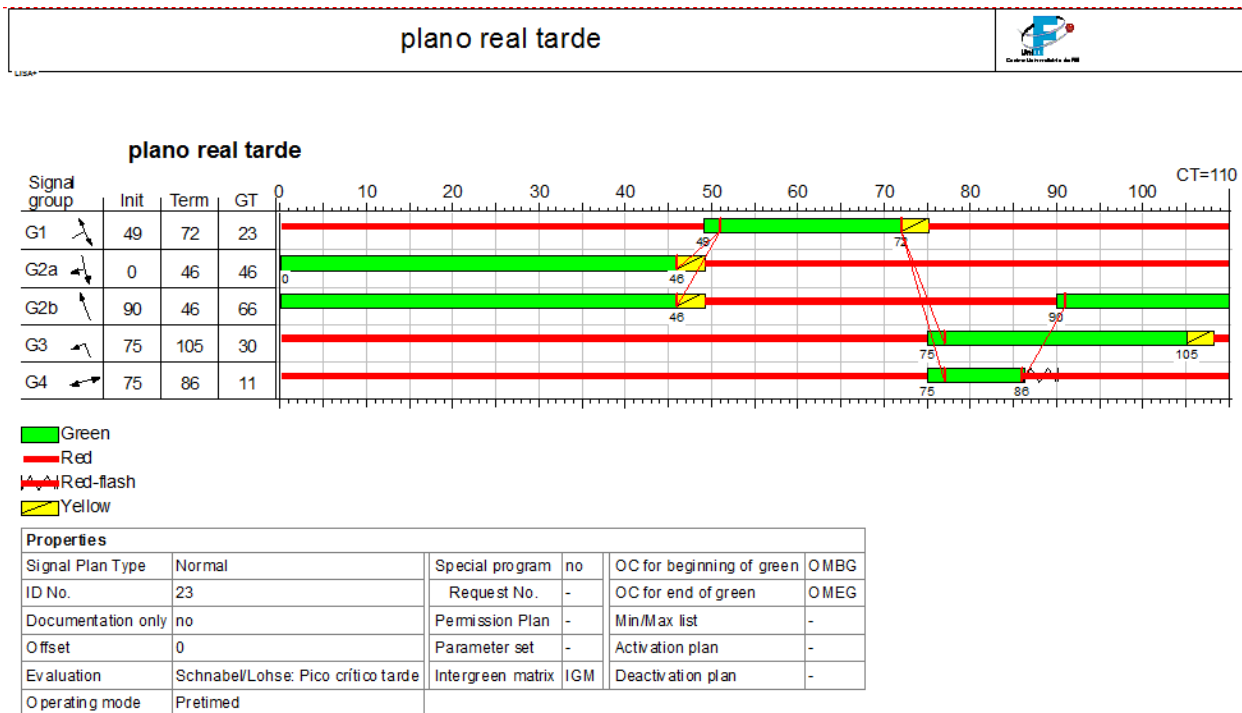 plano real tarde
LISA+
plano real tarde
Signal group Init Term GT 0 10 20 30 40 50 60 70 80 90 100 CT=110
G1 49 72 23
49 72
G2a 0 46 46
0 46
G2b 90 46 66
46 90
G3 75 105 30
75 105
G4 75 86 11
75 86
Green
Red
Red-flash
Yellow
Properties
Signal Plan Type Normal Special program no OC for beginning of green OMBG
ID No. 23 Request No. - OC for end of green OMEG
Documentation only no Permission Plan - Min/Max list -
Offset 0 Parameter set - Activation plan -
Evaluation Schnabel/Lohse: Pico crítico tarde Intergreen matrix IGM Deactivation plan -
Operating mode Pretimed